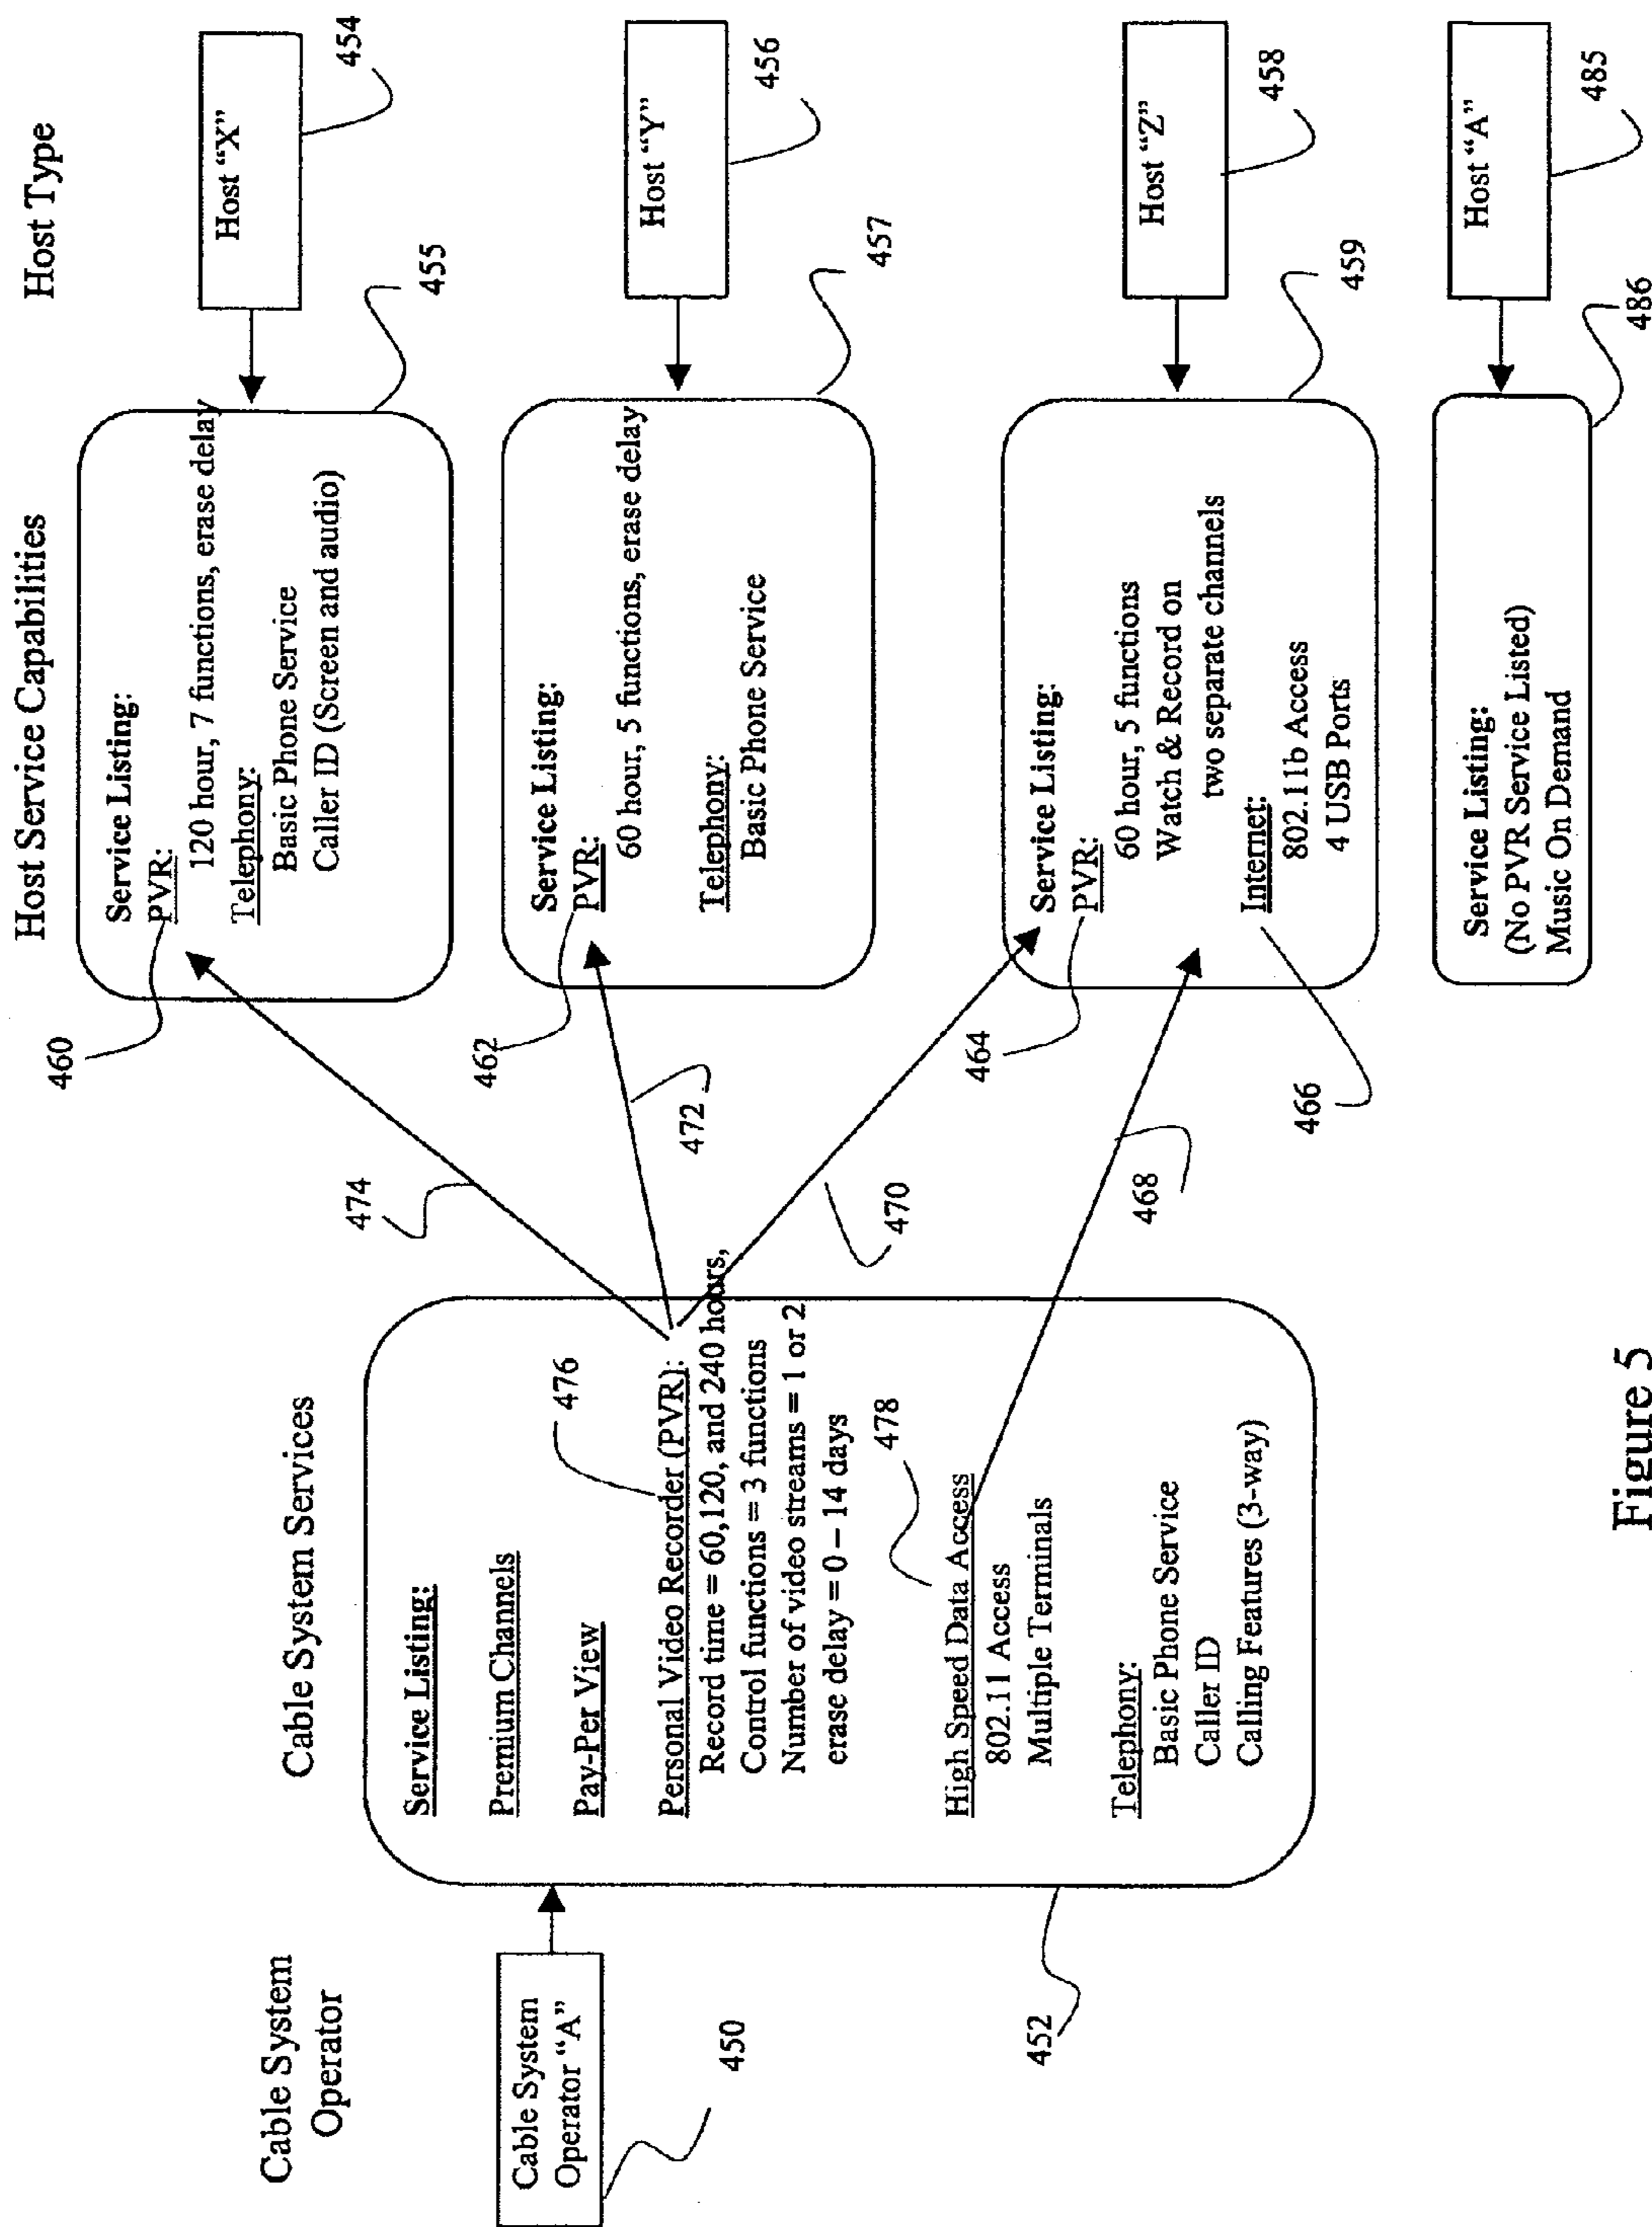 Cable System
Operator
Cable System
Operator "A"
450
Cable System Services
Service Listing:
Premium Channels
Pay-Per View
Personal Video Recorder (PVR):
Record time = 60,120, and 240 hours,
Control functions = 3 functions
Number of video streams = 1 or 2
erase delay = 0 – 14 days
High Speed Data Access
802.11 Access
Multiple Terminals
Telephony:
Basic Phone Service
Caller ID
Calling Features (3-way)
476
478
452
474
472
470
468
Host Service Capabilities
460
Service Listing:
PVR:
120 hour, 7 functions, erase delay
Telephony:
Basic Phone Service
Caller ID (Screen and audio)
455
462
Service Listing:
PVR:
60 hour, 5 functions, erase delay
Telephony:
Basic Phone Service
457
464
Service Listing:
PVR:
60 hour, 5 functions
Watch & Record on
two separate channels
Internet:
802.11b Access
4 USB Ports
466
459
Service Listing:
(No PVR Service Listed)
Music On Demand
486
Host Type
Host "X"
454
Host "Y"
456
Host "Z"
458
Host "A"
485
Figure 5